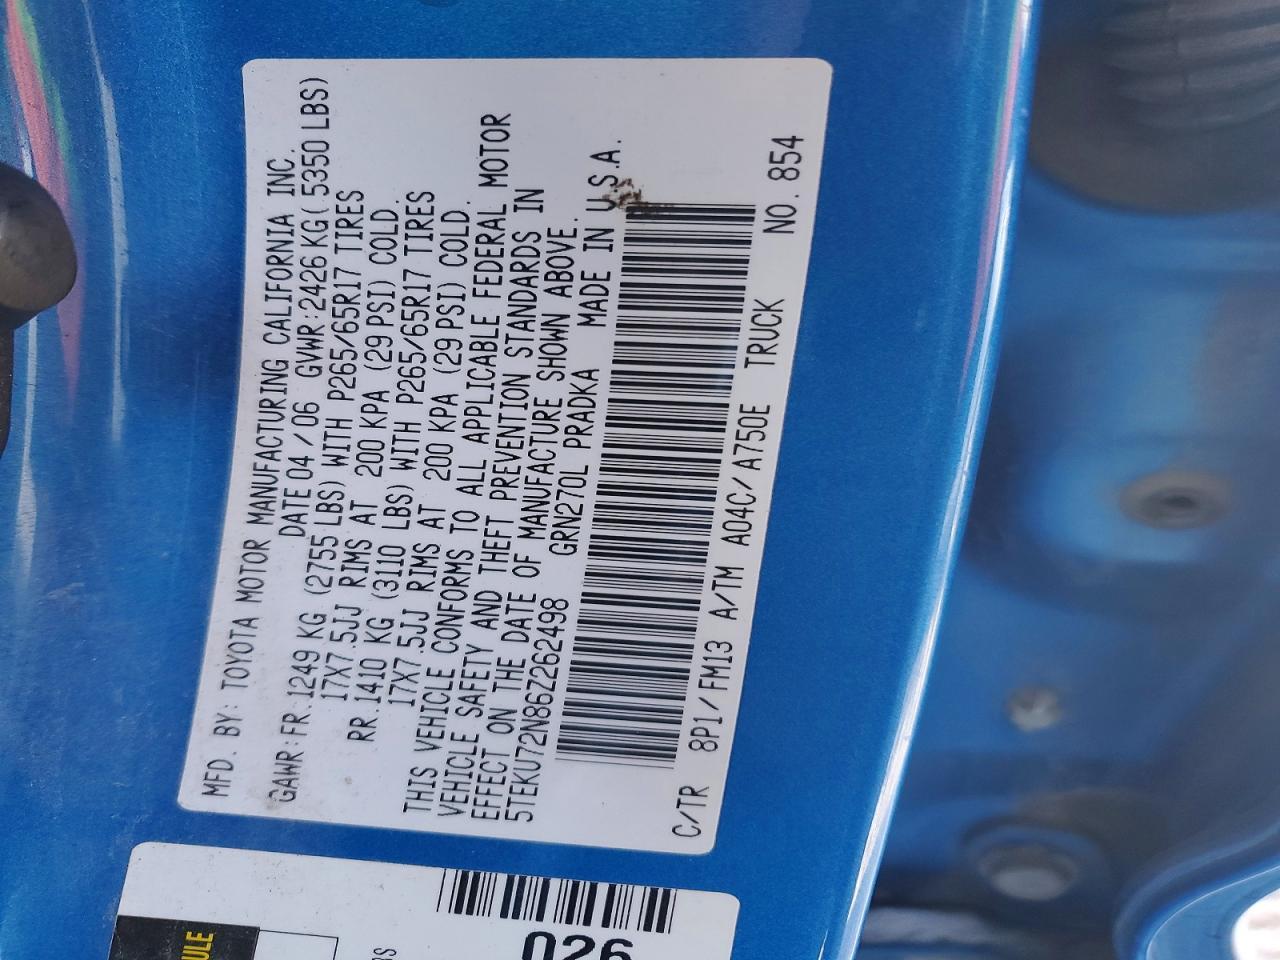 MFD. BY: TOYOTA MOTOR MANUFACTURING CALIFORNIA INC.
DATE 04/06 GVWR:2426 KG( 5350 LBS)
GAWR:FR.1249 KG (2755 LBS) WITH P265/65R17 TIRES
17X7.5JJ RIMS AT 200 KPA (29 PSI) COLD.
RR.1410 KG (3110 LBS) WITH P265/65R17 TIRES
17X7.5JJ RIMS AT 200 KPA (29 PSI) COLD.
THIS VEHICLE CONFORMS TO ALL APPLICABLE FEDERAL MOTOR
VEHICLE SAFETY AND THEFT PREVENTION STANDARDS IN
EFFECT ON THE DATE OF MANUFACTURE SHOWN ABOVE.
5TEKU72N86Z262498 GRN270L PRADKA MADE IN U.S.A.
C/TR 8P1/FM13 A/TM A04C/A750E TRUCK NO. 854
ULE
RS
026